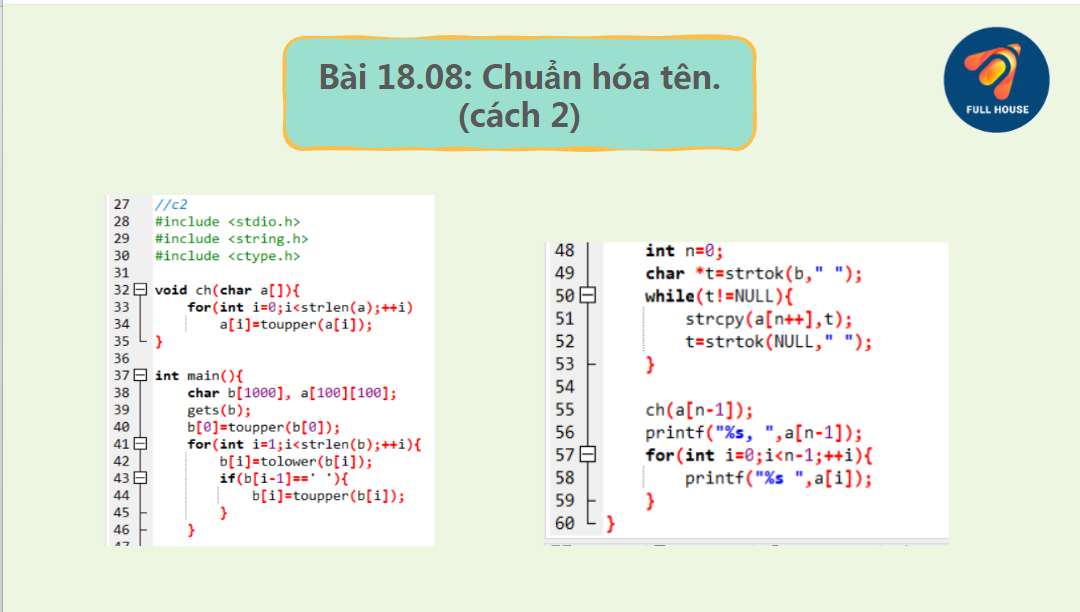 Bài 18.08: Chuẩn hóa tên.
(cách 2)
FULL HOUSE
27 //c2
28 #include <stdio.h>
29 #include <string.h>
30 #include <ctype.h>
31
32 void ch(char a[]){
33 for(int i=0;i<strlen(a);++i)
34 a[i]=toupper(a[i]);
35 }
36
37 int main(){
38 char b[1000], a[100][100];
39 gets(b);
40 b[0]=toupper(b[0]);
41 for(int i=1;i<strlen(b);++i){
42 b[i]=tolower(b[i]);
43 if(b[i-1]==' '){
44 b[i]=toupper(b[i]);
45 }
46 }
48 int n=0;
49 char *t=strtok(b," ");
50 while(t!=NULL){
51 strcpy(a[n++],t);
52 t=strtok(NULL," ");
53 }
54
55 ch(a[n-1]);
56 printf("%s, ",a[n-1]);
57 for(int i=0;i<n-1;++i){
58 printf("%s ",a[i]);
59 }
60 }